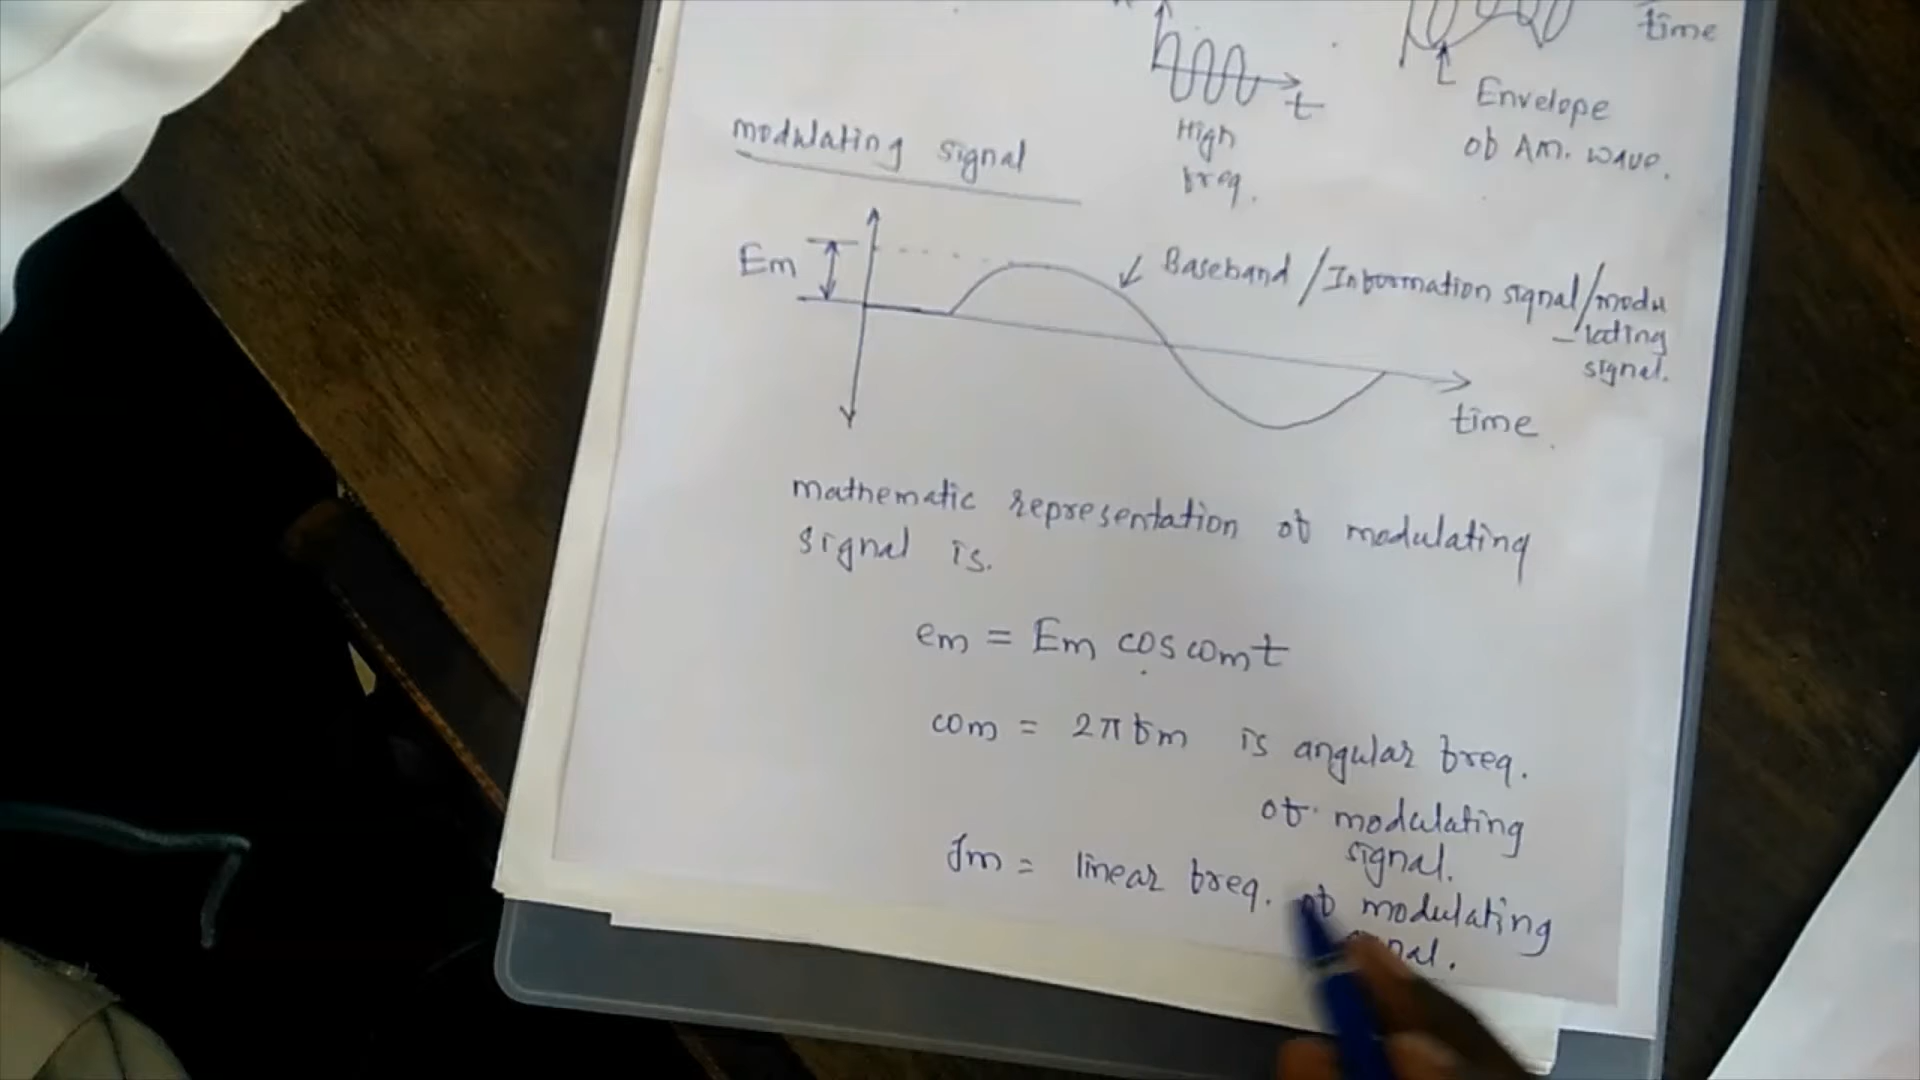 time
t
High
freq.
Envelope
of Am. wave.
modulating signal
Em
Baseband / Information signal / modu
- lating
signal.
time
mathematic representation of modulating
signal is.
em = Em cos ωmt
ωm = 2πfm is angular freq.
of modulating
signal.
fm = linear freq. of modulating